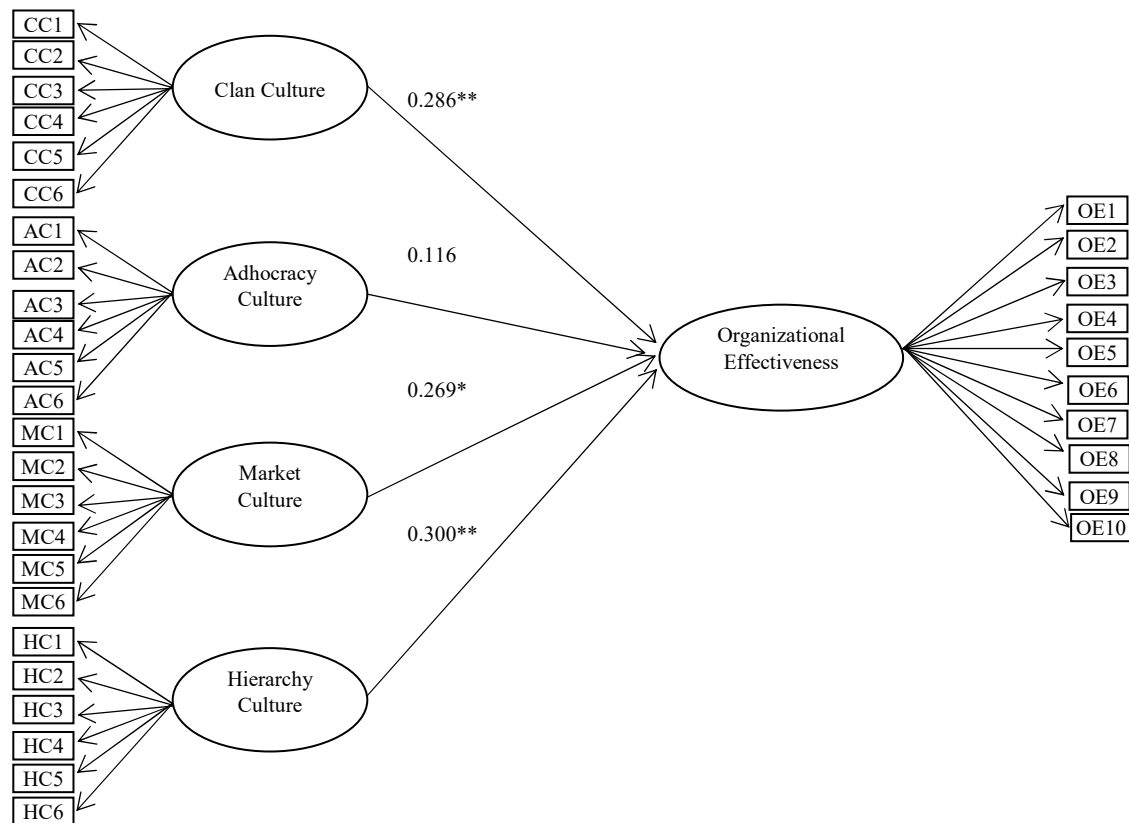 CC1
CC2
CC3
CC4
CC5
CC6
Clan Culture
0.286**
AC1
AC2
AC3
AC4
AC5
AC6
Adhocracy
Culture
0.116
MC1
MC2
MC3
MC4
MC5
MC6
Market
Culture
0.269*
HC1
HC2
HC3
HC4
HC5
HC6
Hierarchy
Culture
0.300**
Organizational
Effectiveness
OE1
OE2
OE3
OE4
OE5
OE6
OE7
OE8
OE9
OE10